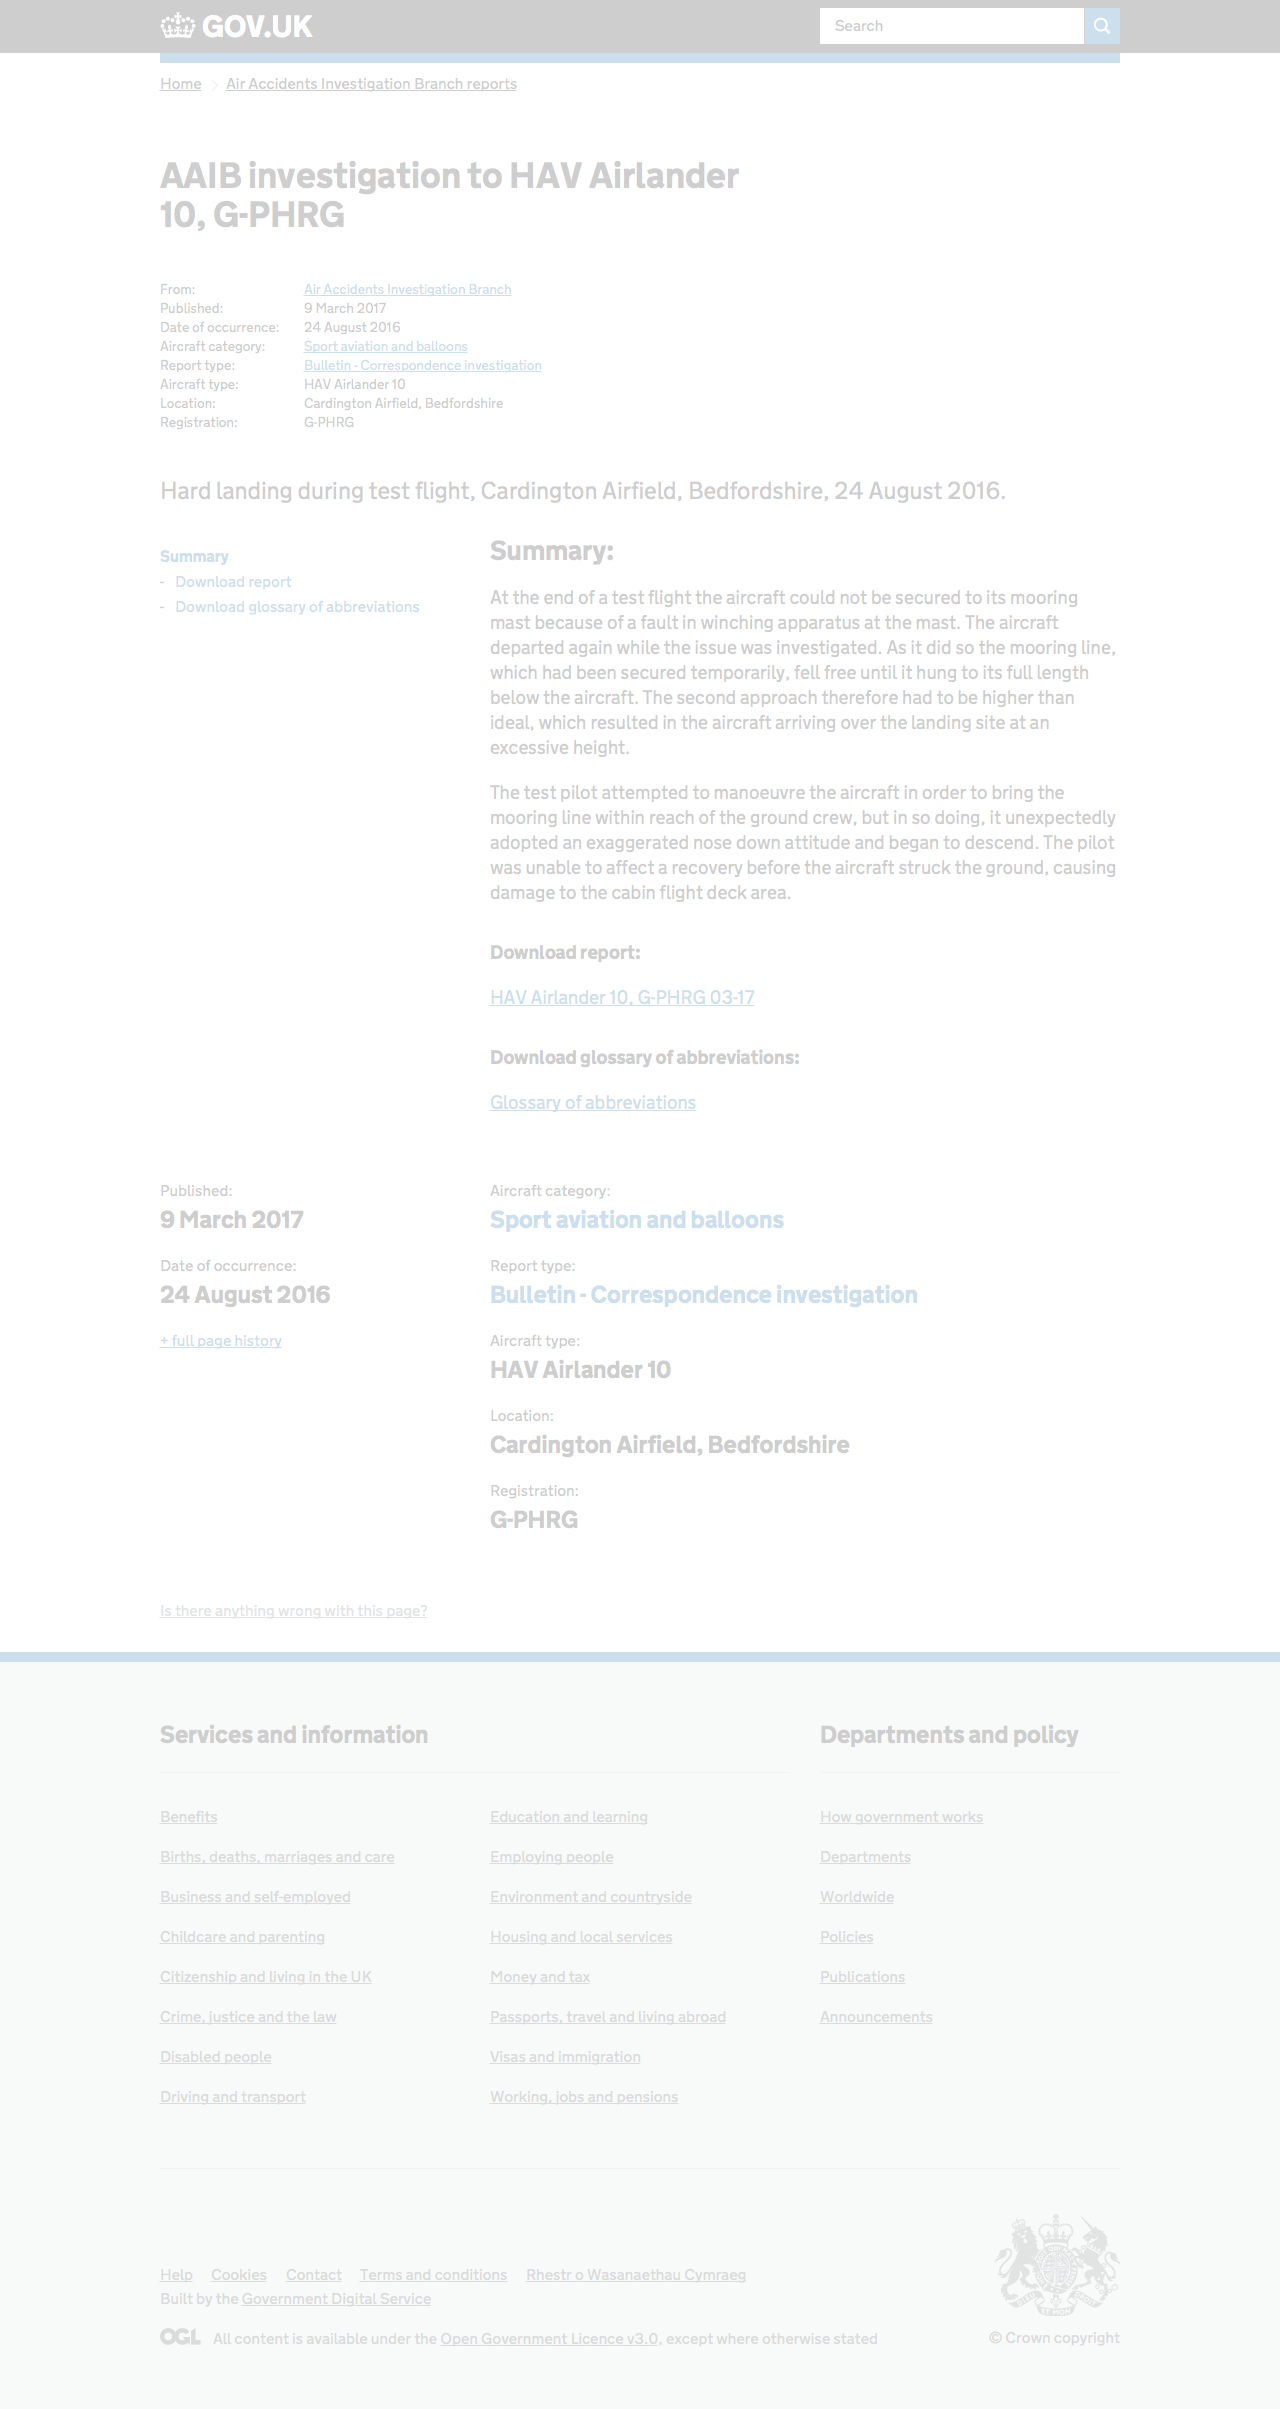 GOV.UK
Search
Home
Air Accidents Investigation Branch reports
AAIB investigation to HAV Airlander
10, G-PHRG
From: Air Accidents Investigation Branch
Published: 9 March 2017
Date of occurrence: 24 August 2016
Aircraft category: Sport aviation and balloons
Report type: Bulletin - Correspondence investigation
Aircraft type: HAV Airlander 10
Location: Cardington Airfield, Bedfordshire
Registration: G-PHRG
Hard landing during test flight, Cardington Airfield, Bedfordshire, 24 August 2016.
Summary
- Download report
- Download glossary of abbreviations
Summary:
At the end of a test flight the aircraft could not be secured to its mooring
mast because of a fault in winching apparatus at the mast. The aircraft
departed again while the issue was investigated. As it did so the mooring line,
which had been secured temporarily, fell free until it hung to its full length
below the aircraft. The second approach therefore had to be higher than
ideal, which resulted in the aircraft arriving over the landing site at an
excessive height.
The test pilot attempted to manoeuvre the aircraft in order to bring the
mooring line within reach of the ground crew, but in so doing, it unexpectedly
adopted an exaggerated nose down attitude and began to descend. The pilot
was unable to affect a recovery before the aircraft struck the ground, causing
damage to the cabin flight deck area.
Download report:
HAV Airlander 10, G-PHRG 03-17
Download glossary of abbreviations:
Glossary of abbreviations
Published:
9 March 2017
Date of occurrence:
24 August 2016
+ full page history
Aircraft category:
Sport aviation and balloons
Report type:
Bulletin - Correspondence investigation
Aircraft type:
HAV Airlander 10
Location:
Cardington Airfield, Bedfordshire
Registration:
G-PHRG
Is there anything wrong with this page?
Services and information
Benefits
Births, deaths, marriages and care
Business and self-employed
Childcare and parenting
Citizenship and living in the UK
Crime, justice and the law
Disabled people
Driving and transport
Education and learning
Employing people
Environment and countryside
Housing and local services
Money and tax
Passports, travel and living abroad
Visas and immigration
Working, jobs and pensions
Departments and policy
How government works
Departments
Worldwide
Policies
Publications
Announcements
Help Cookies Contact Terms and conditions Rhestr o Wasanaethau Cymraeg
Built by the Government Digital Service
OGL All content is available under the Open Government Licence v3.0, except where otherwise stated
© Crown copyright